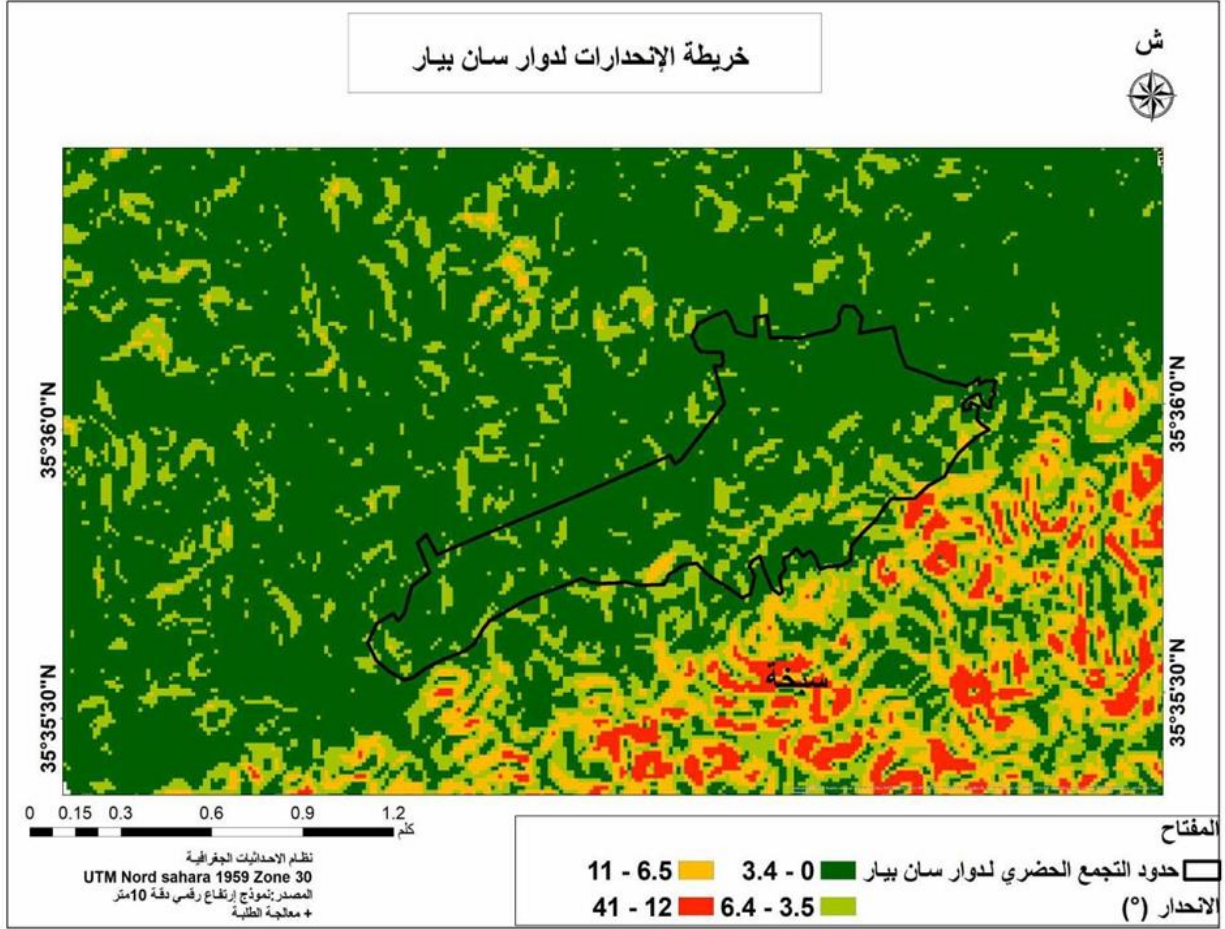 خريطة الإنحدارات لدوار سان بيار
ش
35°36'0"N
35°36'0"N
35°35'30"N
35°35'30"N
سبخة
0 0.15 0.3 0.6 0.9 1.2
كلم
نظام الاحداثيات الجغرافية
UTM Nord sahara 1959 Zone 30
المصدر:نموذج إرتفاع رقمي دقة 10متر
+ معالجة الطلبة
المفتاح
حدود التجمع الحضري لدوار سان بيار
الانحدار (°)
0 - 3.4
3.5 - 6.4
6.5 - 11
12 - 41